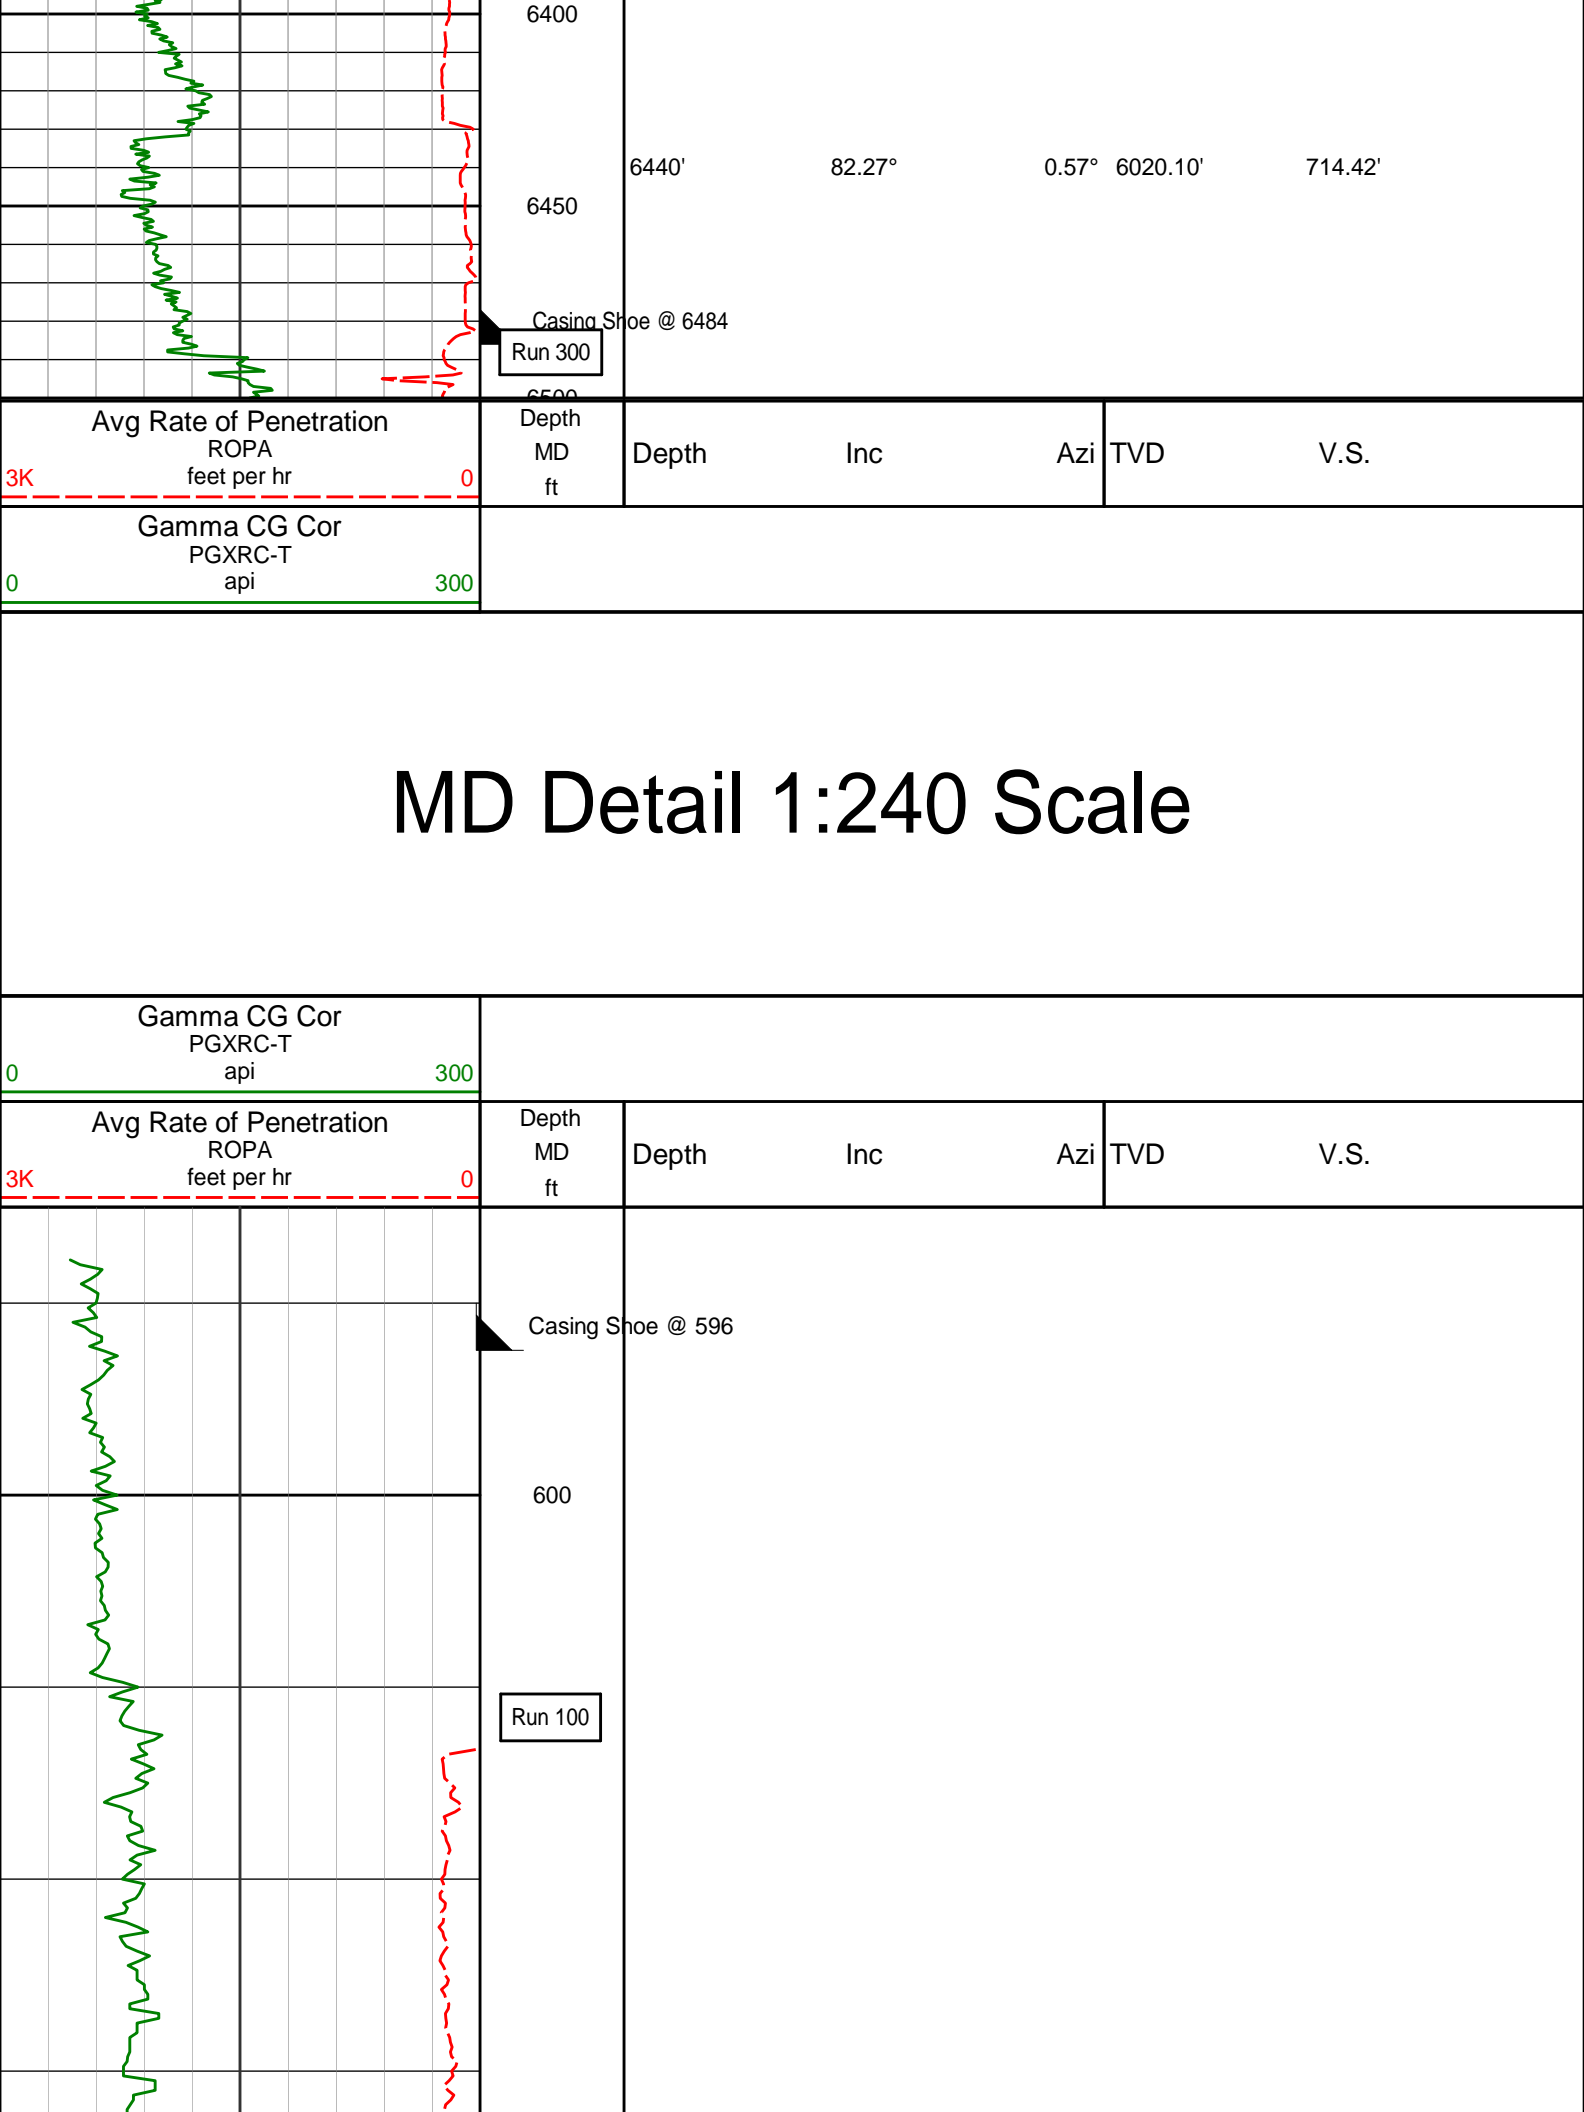 6400
6440' 82.27° 0.57° 6020.10' 714.42'
6450
Casing Shoe @ 6484
Run 300
6500
Avg Rate of Penetration
ROPA
3K feet per hr 0
Depth
MD
ft
Depth Inc Azi TVD V.S.
Gamma CG Cor
PGXRC-T
0 api 300
MD Detail 1:240 Scale
Gamma CG Cor
PGXRC-T
0 api 300
Avg Rate of Penetration
ROPA
3K feet per hr 0
Depth
MD
ft
Depth Inc Azi TVD V.S.
Casing Shoe @ 596
600
Run 100